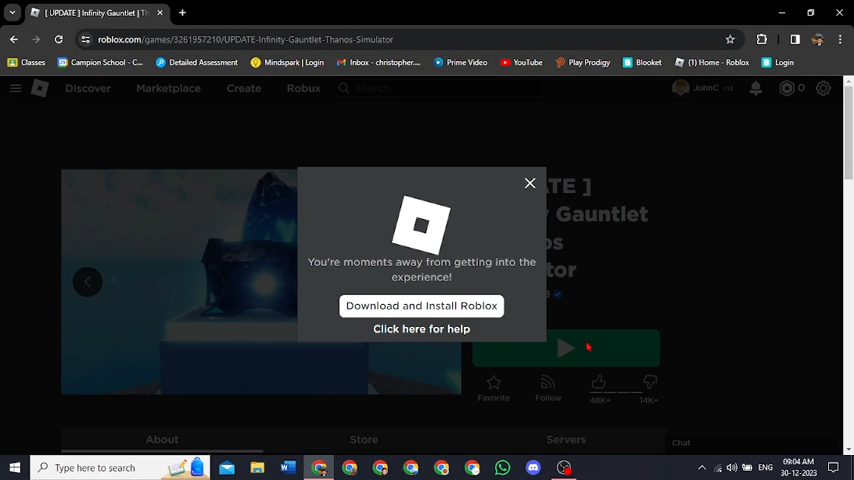 [ UPDATE ] Infinity Gauntlet | Th
roblox.com/games/3261957210/UPDATE-Infinity-Gauntlet-Thanos-Simulator
Classes
Campion School - C...
Detailed Assessment
Mindspark | Login
Inbox - christopher....
Prime Video
YouTube
Play Prodigy
Blooket
(1) Home - Roblox
Login
Discover
Marketplace
Create
Robux
Search
JohnC +13
0
ATE ]
Gauntlet
os
tor
You're moments away from getting into the
experience!
Download and Install Roblox
Click here for help
Favorite
Follow
48K+
14K+
About
Store
Servers
Chat
Type here to search
ENG
09:04 AM
30-12-2023